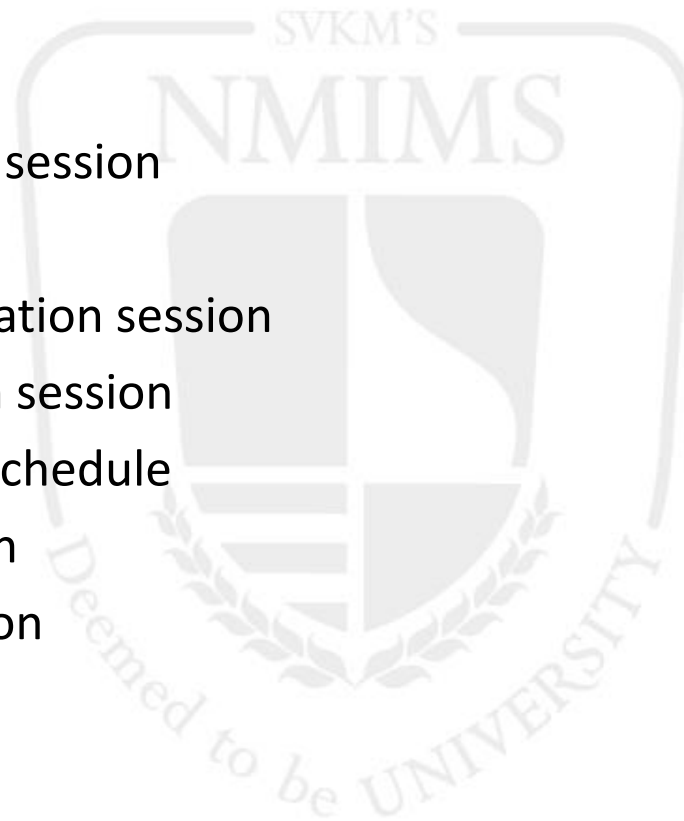 SVKM'S
NMIMS
session
ation session
session
chedule
n
on
Deemed to be UNIVERSITY